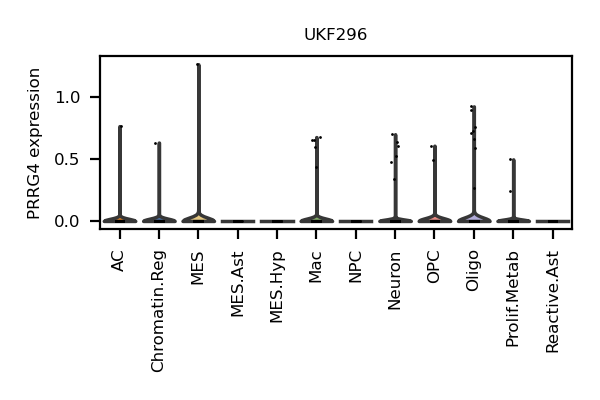 UKF296
PRRG4 expression
1.0
0.5
0.0
AC
Chromatin.Reg
MES
MES.Ast
MES.Hyp
Mac
NPC
Neuron
OPC
Oligo
Prolif.Metab
Reactive.Ast